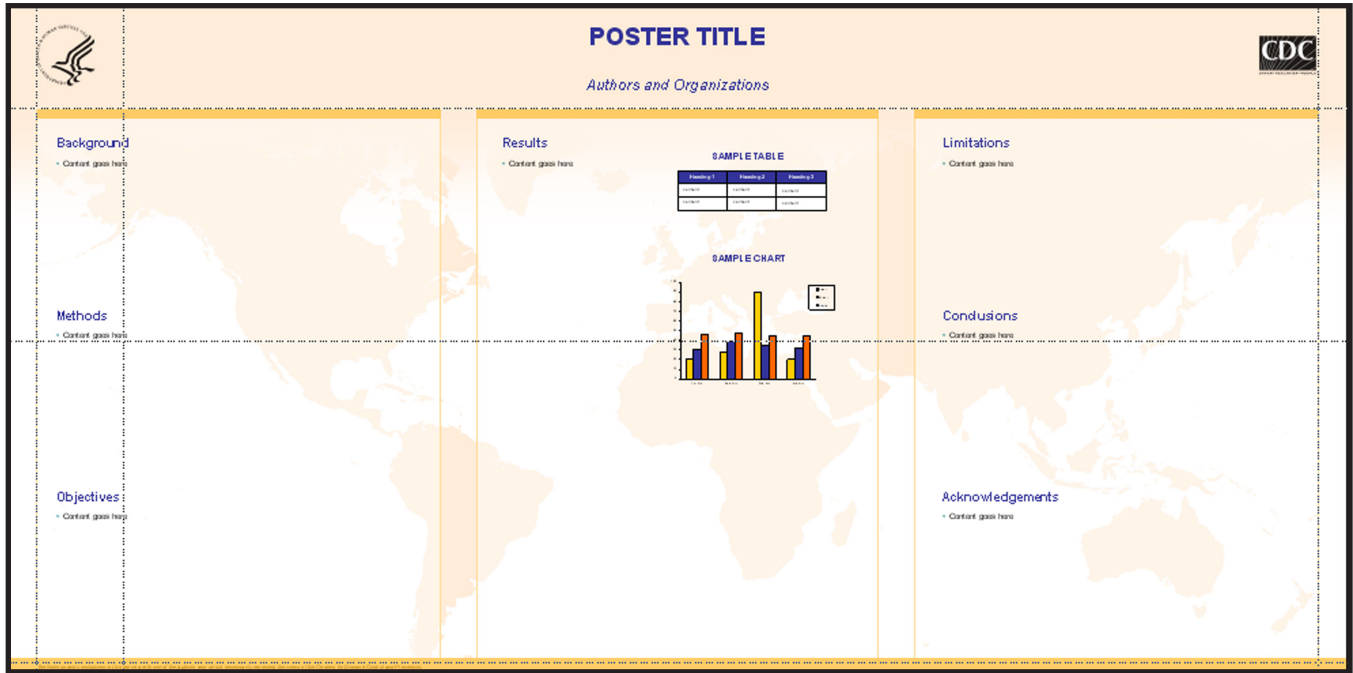 POSTER TITLE
CDC
Authors and Organizations
Background
• Content goes here
Methods
• Content goes here
Objectives
• Content goes here
Results
• Content goes here
SAMPLE TABLE
Heading 1 Heading 2 Heading 3
SAMPLE CHART
Limitations
• Content goes here
Conclusions
• Content goes here
Acknowledgements
• Content goes here